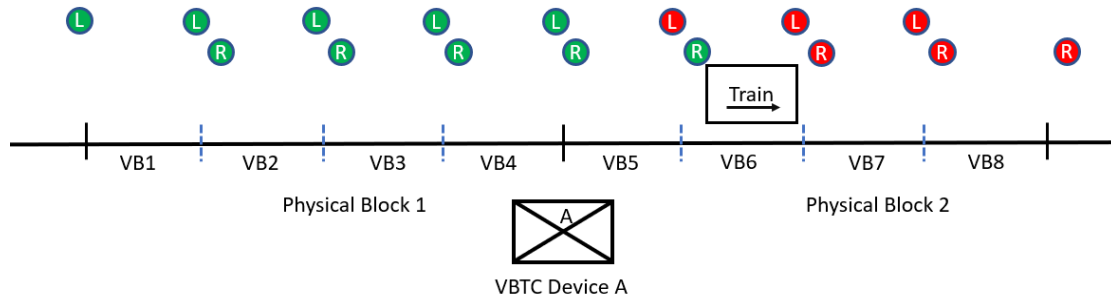 L L L L L L L L
R R R R R R R R
Train
VB1 VB2 VB3 VB4 VB5 VB6 VB7 VB8
Physical Block 1 Physical Block 2
A
VBTC Device A